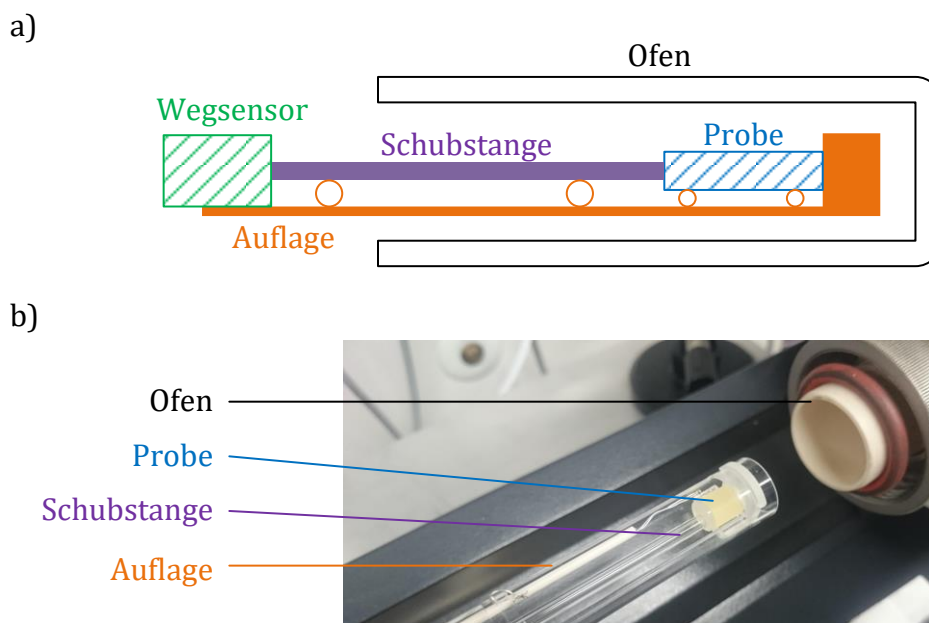 a)
Ofen
Wegsensor
Schubstange
Probe
Auflage
b)
Ofen
Probe
Schubstange
Auflage